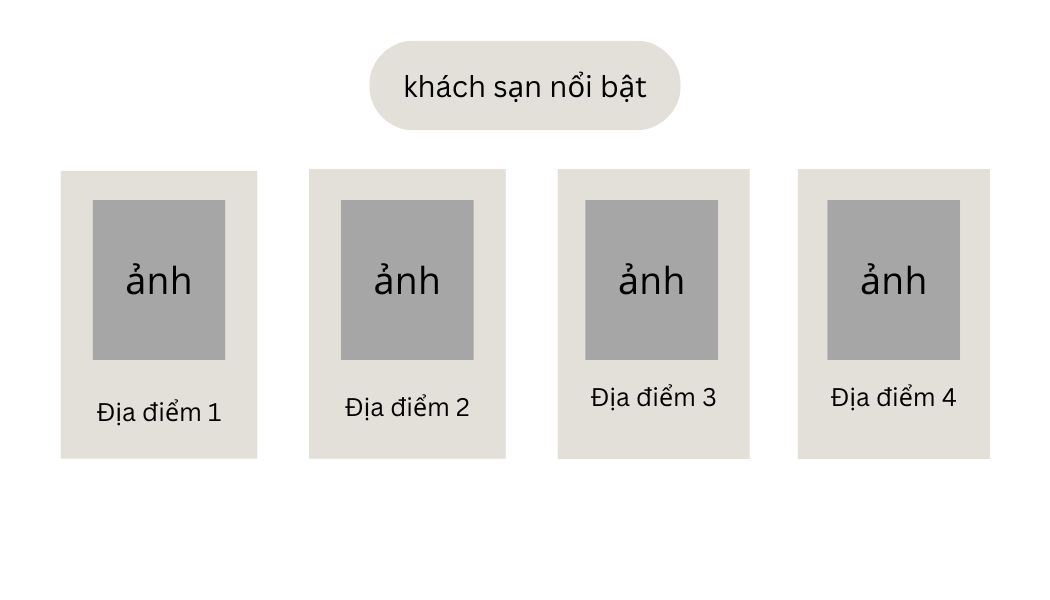 khách sạn nổi bật
ảnh
ảnh
ảnh
ảnh
Địa điểm 1
Địa điểm 2
Địa điểm 3
Địa điểm 4